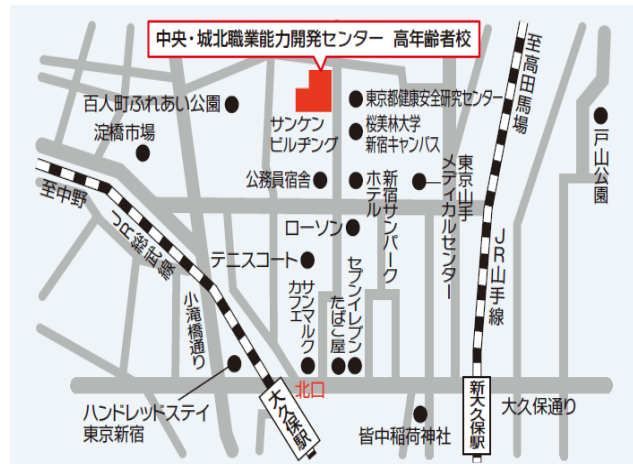 中央・城北職業能力開発センター 高年齢者校
至高田馬場
百人町ふれあい公園
淀橋市場
サンケン
ビルヂング
東京都健康安全研究センター
桜美林大学
新宿キャンパス
戸山公園
至中野
JR総武線
公務員宿舎
新宿サンパーク
ホテル
東京山手
メディカルセンター
JR山手線
ローソン
テニスコート
小滝橋通り
サンマルク
カフェ
たばこ屋
セブンイレブン
北口
ハンドレッドステイ
東京新宿
大久保駅
皆中稲荷神社
新大久保駅
大久保通り